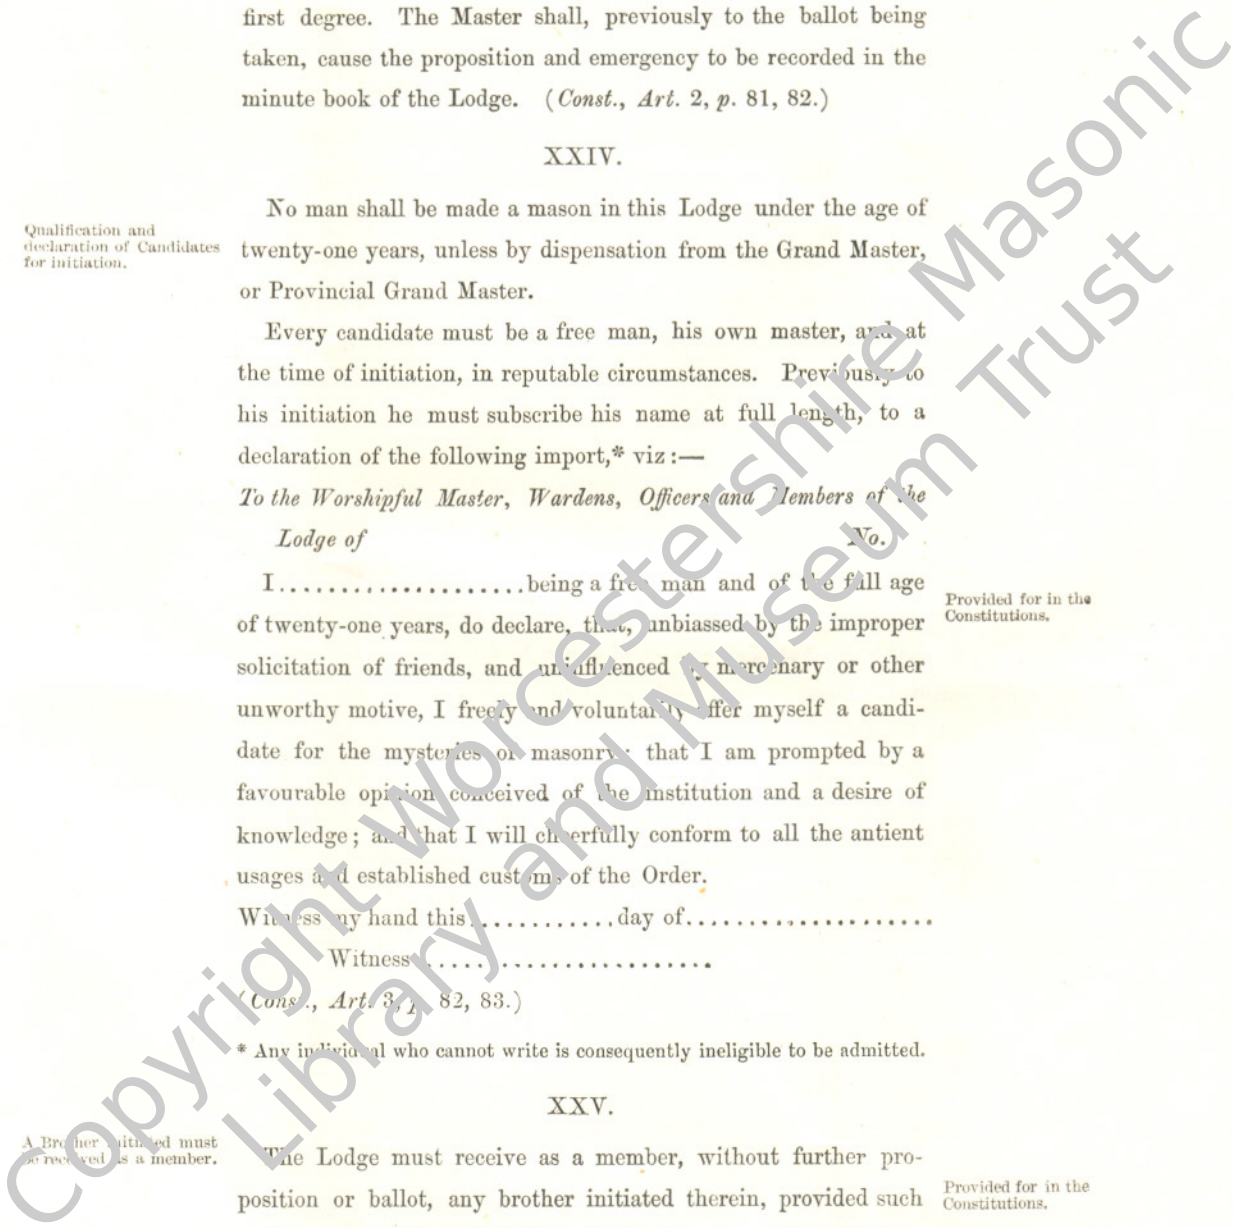 first degree. The Master shall, previously to the ballot being
taken, cause the proposition and emergency to be recorded in the
minute book of the Lodge. (Const., Art. 2, p. 81, 82.)
XXIV.
Qualification and
declaration of Candidates
for initiation.
No man shall be made a mason in this Lodge under the age of
twenty-one years, unless by dispensation from the Grand Master,
or Provincial Grand Master.
Every candidate must be a free man, his own master, and at
the time of initiation, in reputable circumstances. Previously to
his initiation he must subscribe his name at full length, to a
declaration of the following import,* viz :—
To the Worshipful Master, Wardens, Officers and Members of the
Lodge of No.
I....................being a free man and of the full age
of twenty-one years, do declare, that, unbiassed by the improper
solicitation of friends, and uninfluenced by mercenary or other
unworthy motive, I freely and voluntarily offer myself a candi-
date for the mysteries of masonry; that I am prompted by a
favourable opinion conceived of the institution and a desire of
knowledge; and that I will cheerfully conform to all the antient
usages and established customs of the Order.
Provided for in the
Constitutions.
Witness my hand this............day of....................
Witness........................
(Const., Art. 3, p. 82, 83.)
* Any individual who cannot write is consequently ineligible to be admitted.
XXV.
A Brother initiated must
be received as a member.
The Lodge must receive as a member, without further pro-
position or ballot, any brother initiated therein, provided such
Provided for in the
Constitutions.
Copyright Worcestershire Masonic
Library and Museum Trust